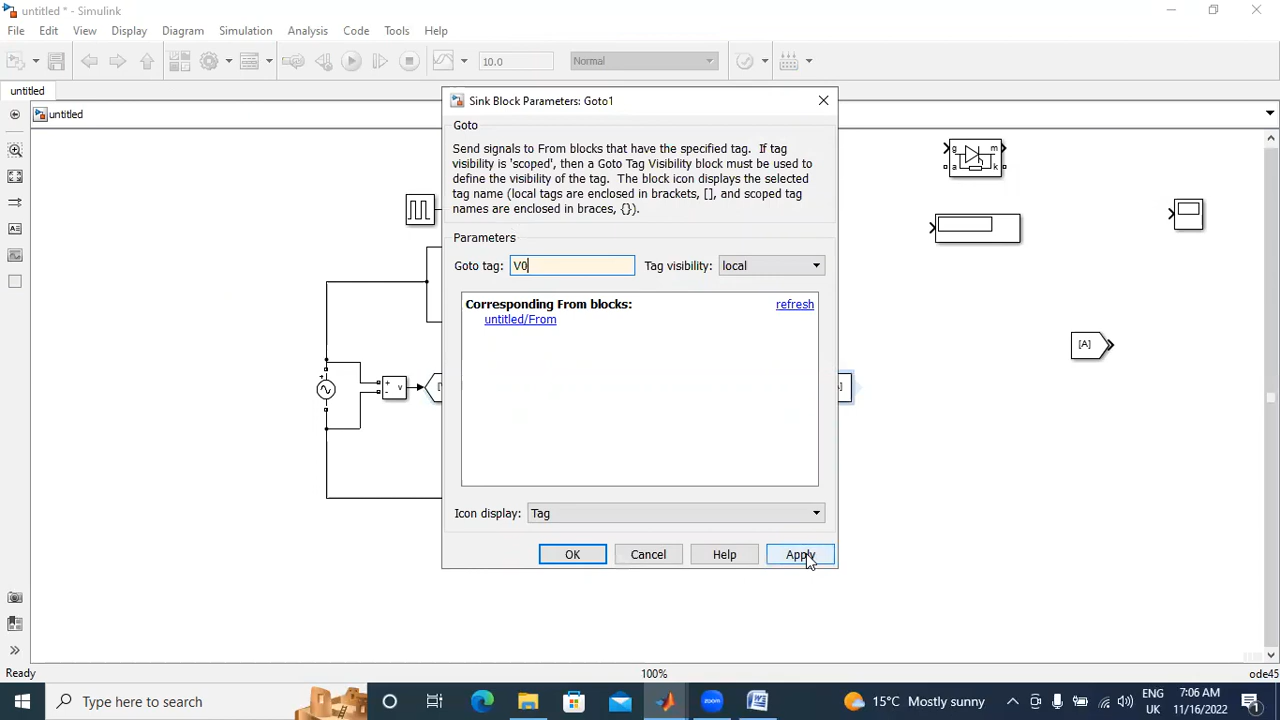 untitled * - Simulink
File Edit View Display Diagram Simulation Analysis Code Tools Help
10.0 Normal
untitled
untitled
Sink Block Parameters: Goto1
Goto
Send signals to From blocks that have the specified tag. If tag
visibility is 'scoped', then a Goto Tag Visibility block must be used to
define the visibility of the tag. The block icon displays the selected
tag name (local tags are enclosed in brackets, [], and scoped tag
names are enclosed in braces, {}).
Parameters
Goto tag: V0 Tag visibility: local
Corresponding From blocks: refresh
untitled/From
Icon display: Tag
OK Cancel Help Apply
g m
a k
[A]
+ v
-
Ready 100% ode45
Type here to search
15°C Mostly sunny
ENG
UK
7:06 AM
11/16/2022